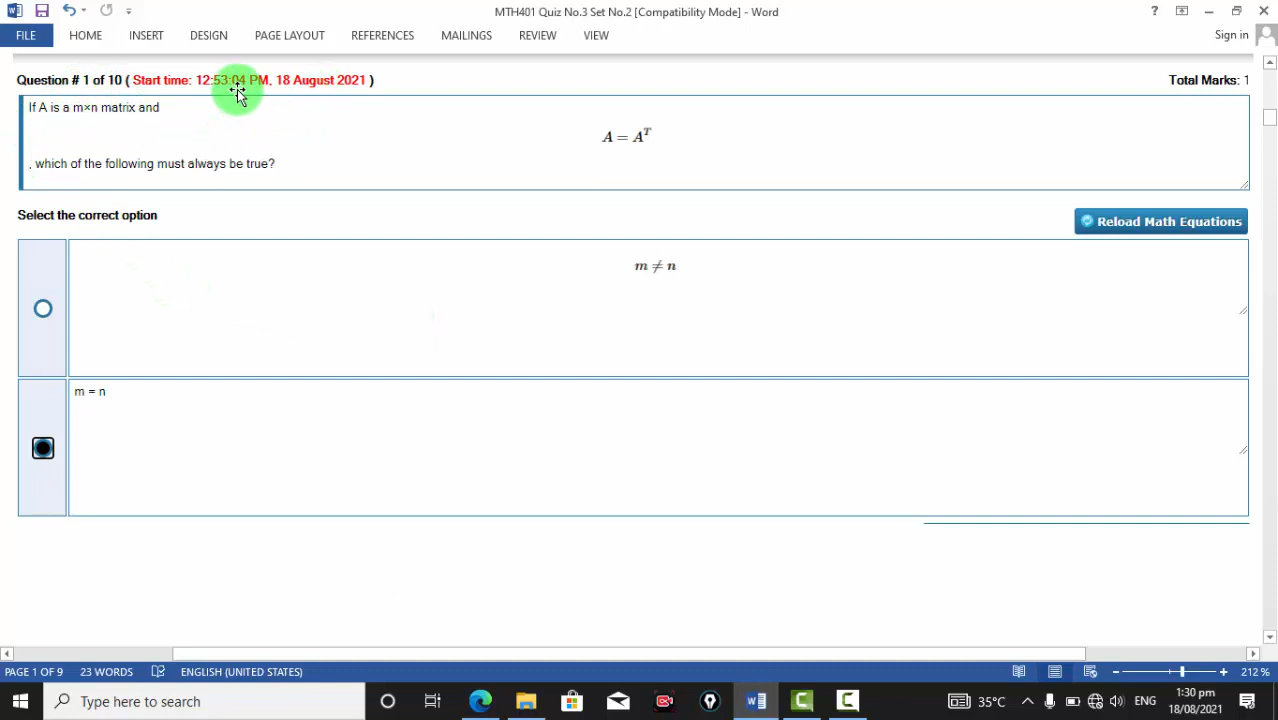 MTH401 Quiz No.3 Set No.2 [Compatibility Mode] - Word
?
FILE HOME INSERT DESIGN PAGE LAYOUT REFERENCES MAILINGS REVIEW VIEW Sign in
Question # 1 of 10 ( Start time: 12:53:04 PM, 18 August 2021 ) Total Marks: 1
If A is a m×n matrix and
A = Aᵀ
, which of the following must always be true?
Select the correct option
Reload Math Equations
m ≠ n
m = n
PAGE 1 OF 9 23 WORDS ENGLISH (UNITED STATES) 212 %
Type here to search 35°C ENG 1:30 pm
18/08/2021